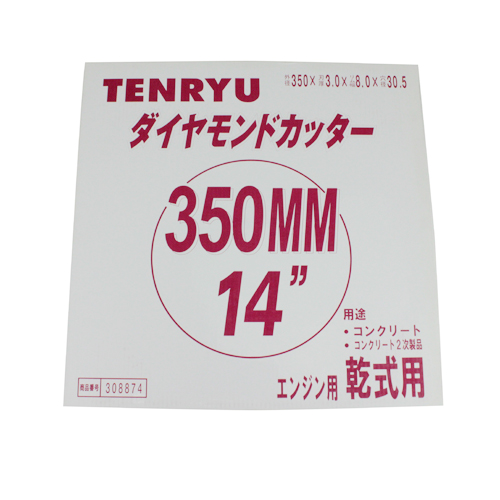 TENRYU
外径350×刃厚3.0×刃幅8.0×穴径30.5
ダイヤモンドカッター
350MM
14”
用途
・コンクリート
・コンクリート2次製品
エンジン用 乾式用
商品番号 308874